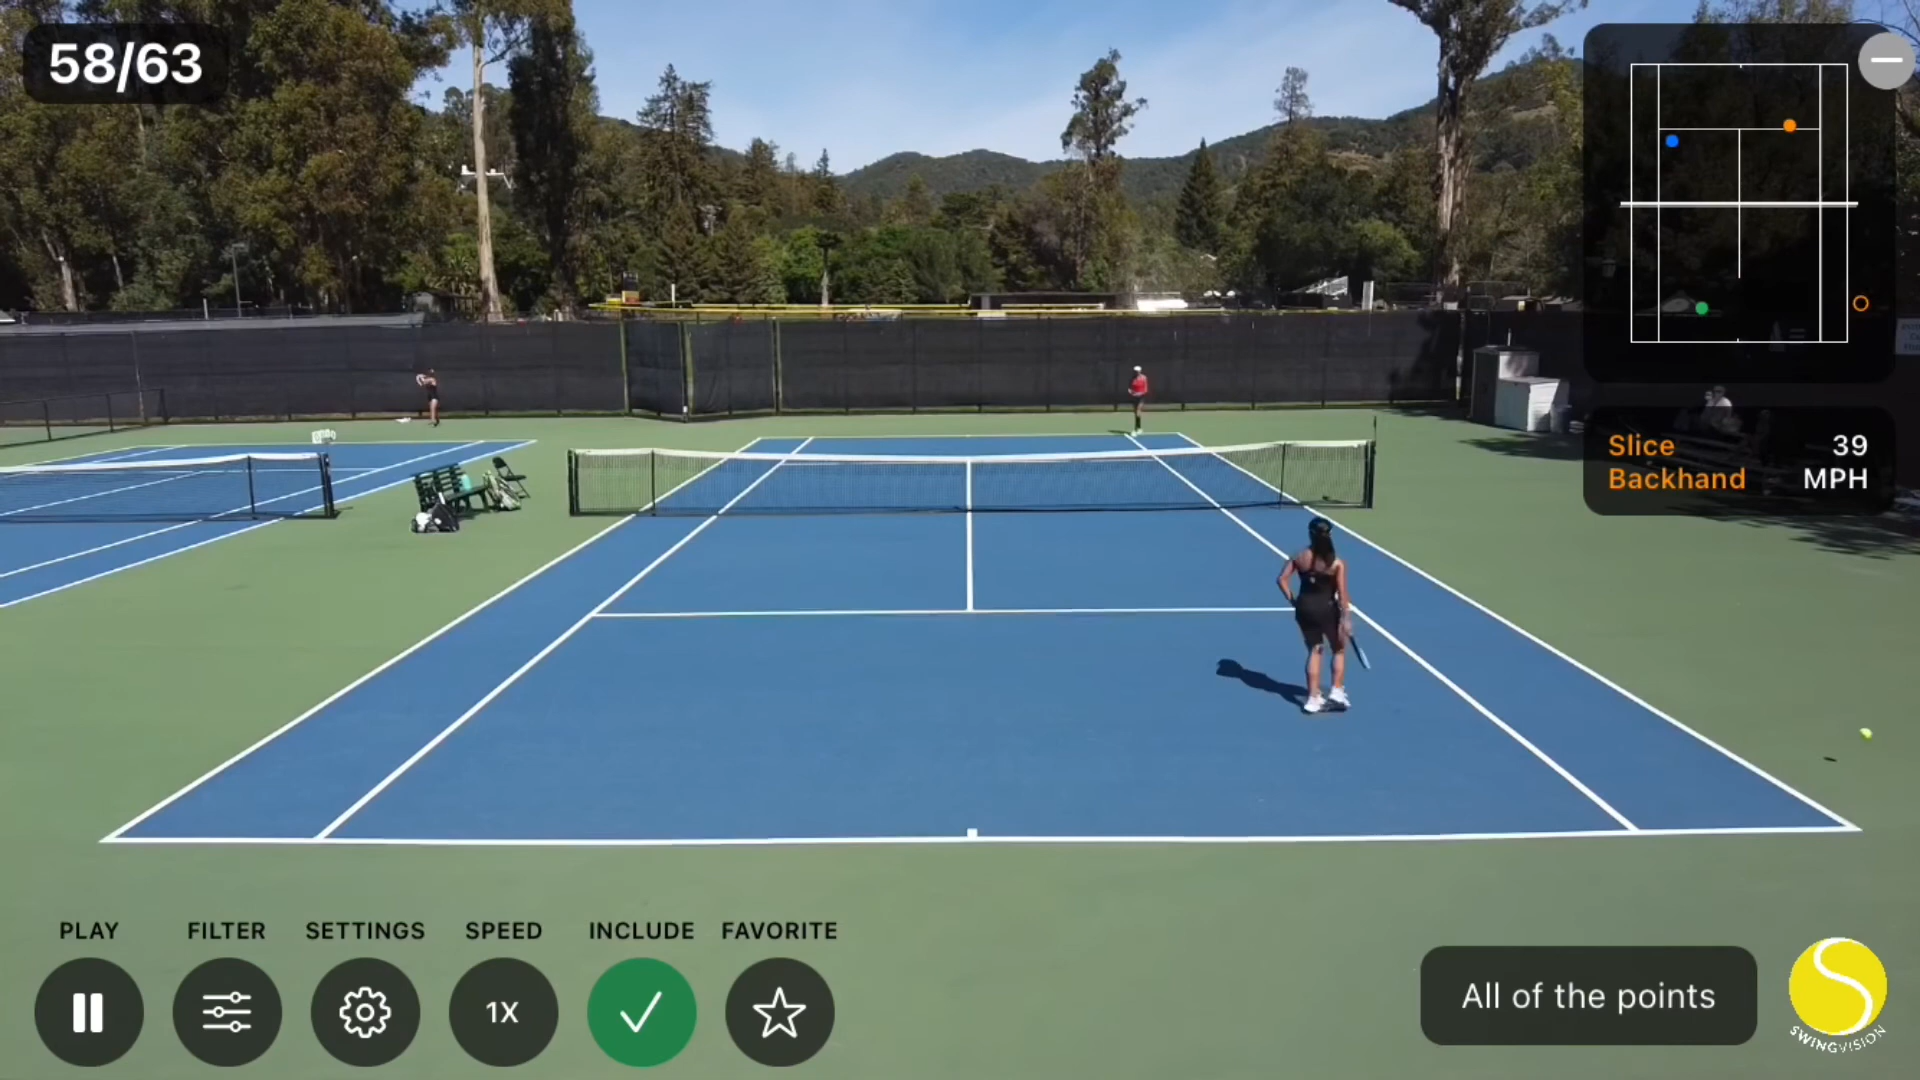 58/63
Slice 39
Backhand MPH
PLAY FILTER SETTINGS SPEED INCLUDE FAVORITE
1X
All of the points
SWINGVISION